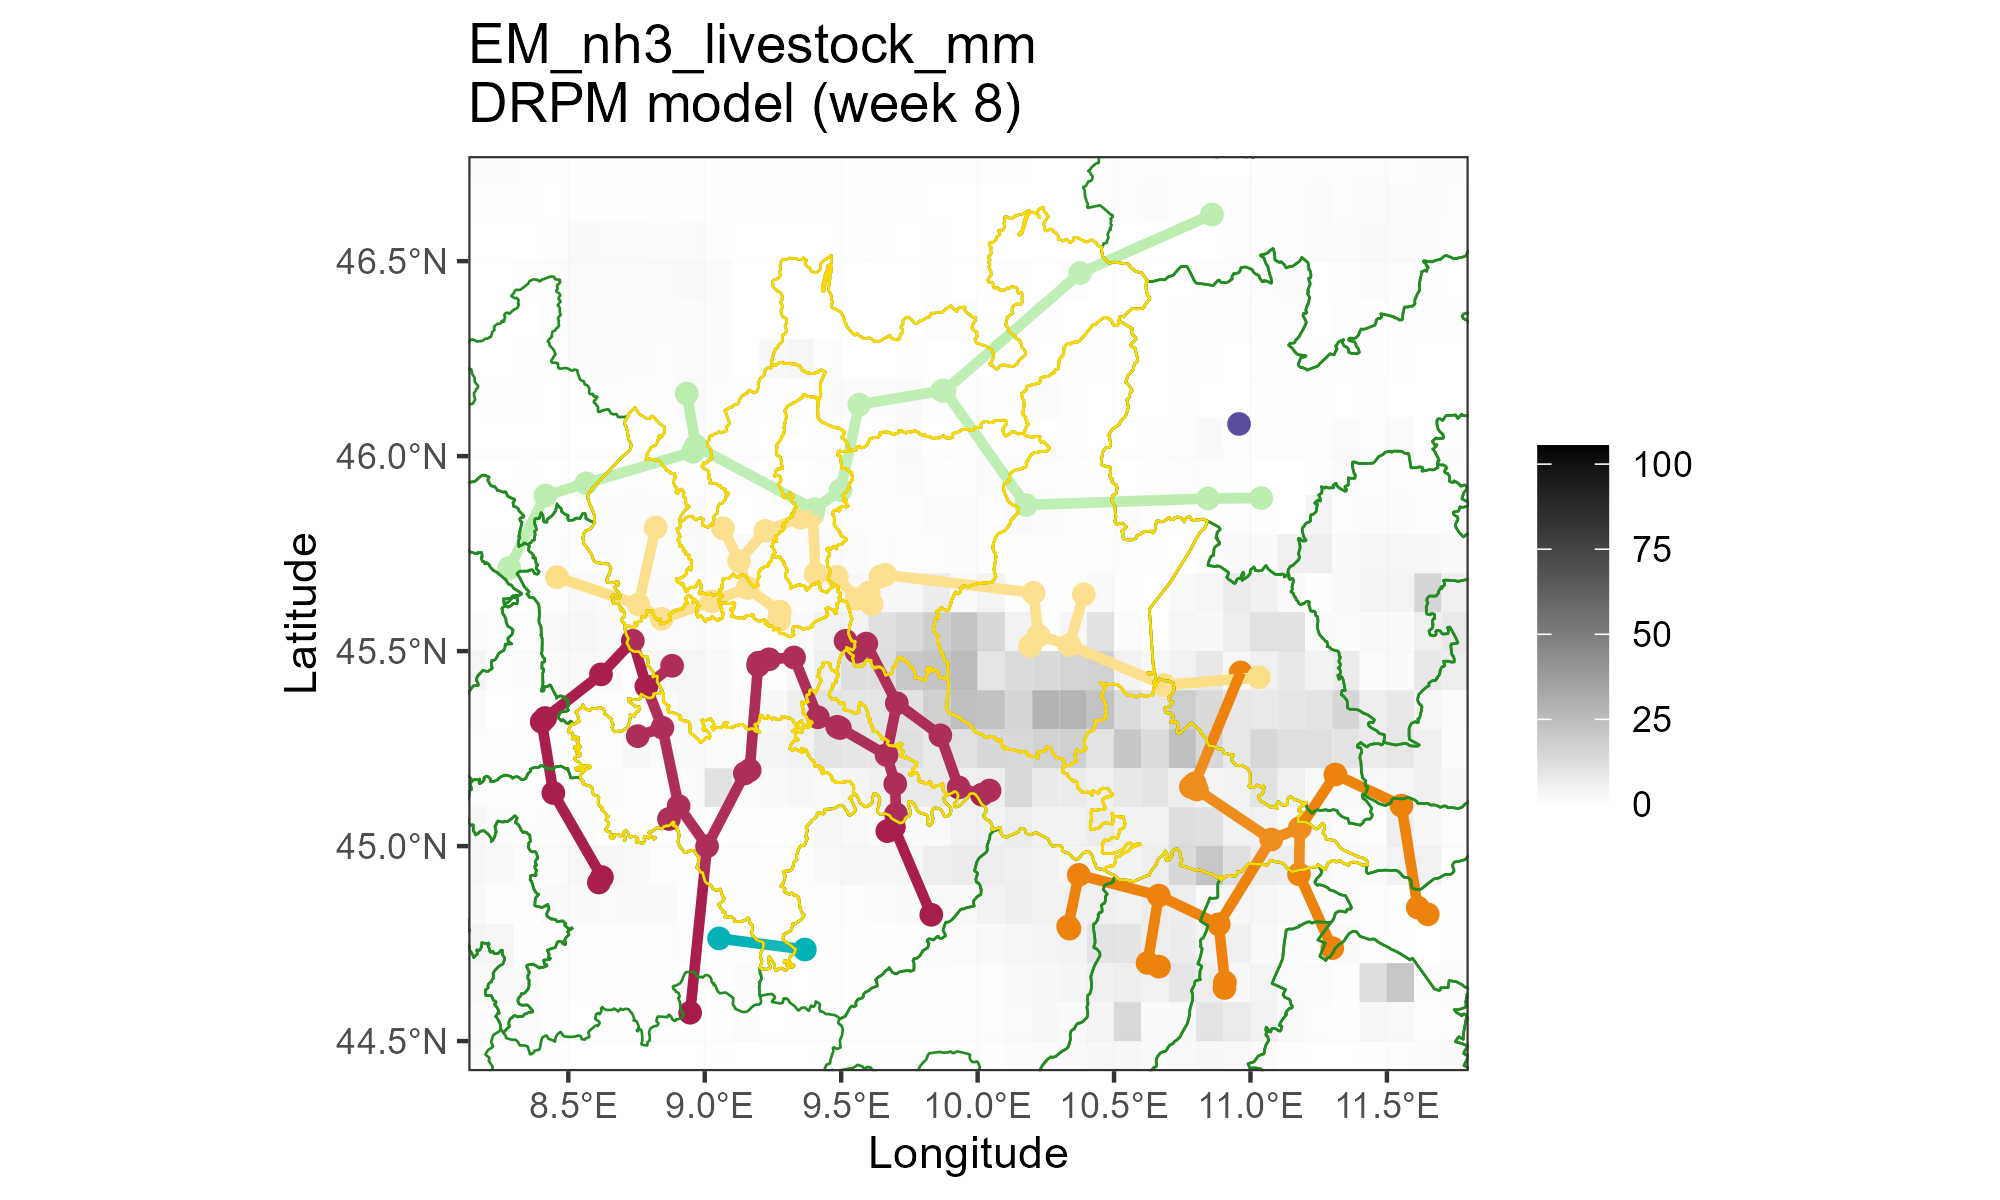 EM_nh3_livestock_mm
DRPM model (week 8)
46.5°N
46.0°N
45.5°N
45.0°N
44.5°N
Latitude
8.5°E 9.0°E 9.5°E 10.0°E 10.5°E 11.0°E 11.5°E
Longitude
100
75
50
25
0